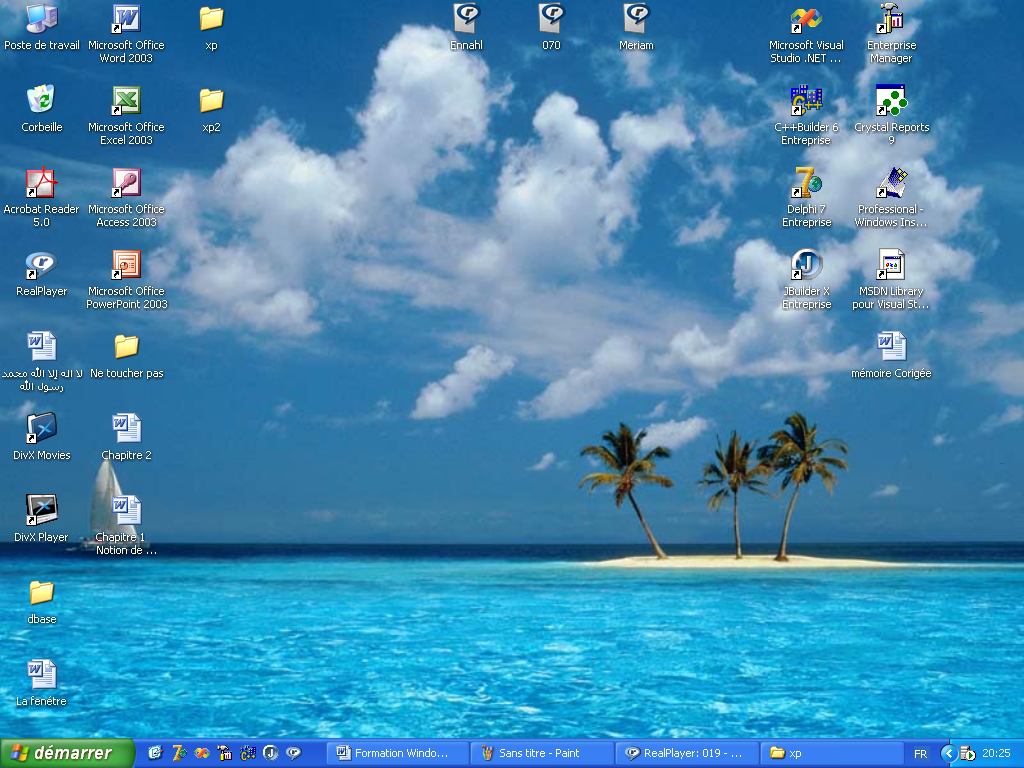 Poste de travail
Microsoft Office
Word 2003
xp
Ennahl
070
Meriam
Microsoft Visual
Studio .NET ...
Enterprise
Manager
Corbeille
Microsoft Office
Excel 2003
xp2
C++Builder 6
Entreprise
Crystal Reports
9
Acrobat Reader
5.0
Microsoft Office
Access 2003
Delphi 7
Entreprise
Professional -
Windows Ins...
RealPlayer
Microsoft Office
PowerPoint 2003
JBuilder X
Entreprise
MSDN Library
pour Visual St...
لا اله إلا الله محمد
رسول الله
Ne toucher pas
mémoire Corigée
DivX Movies
Chapitre 2
DivX Player
Chapitre 1
Notion de ...
dbase
La fenétre
démarrer
Formation Windo...
Sans titre - Paint
RealPlayer: 019 - ...
xp
FR
20:25